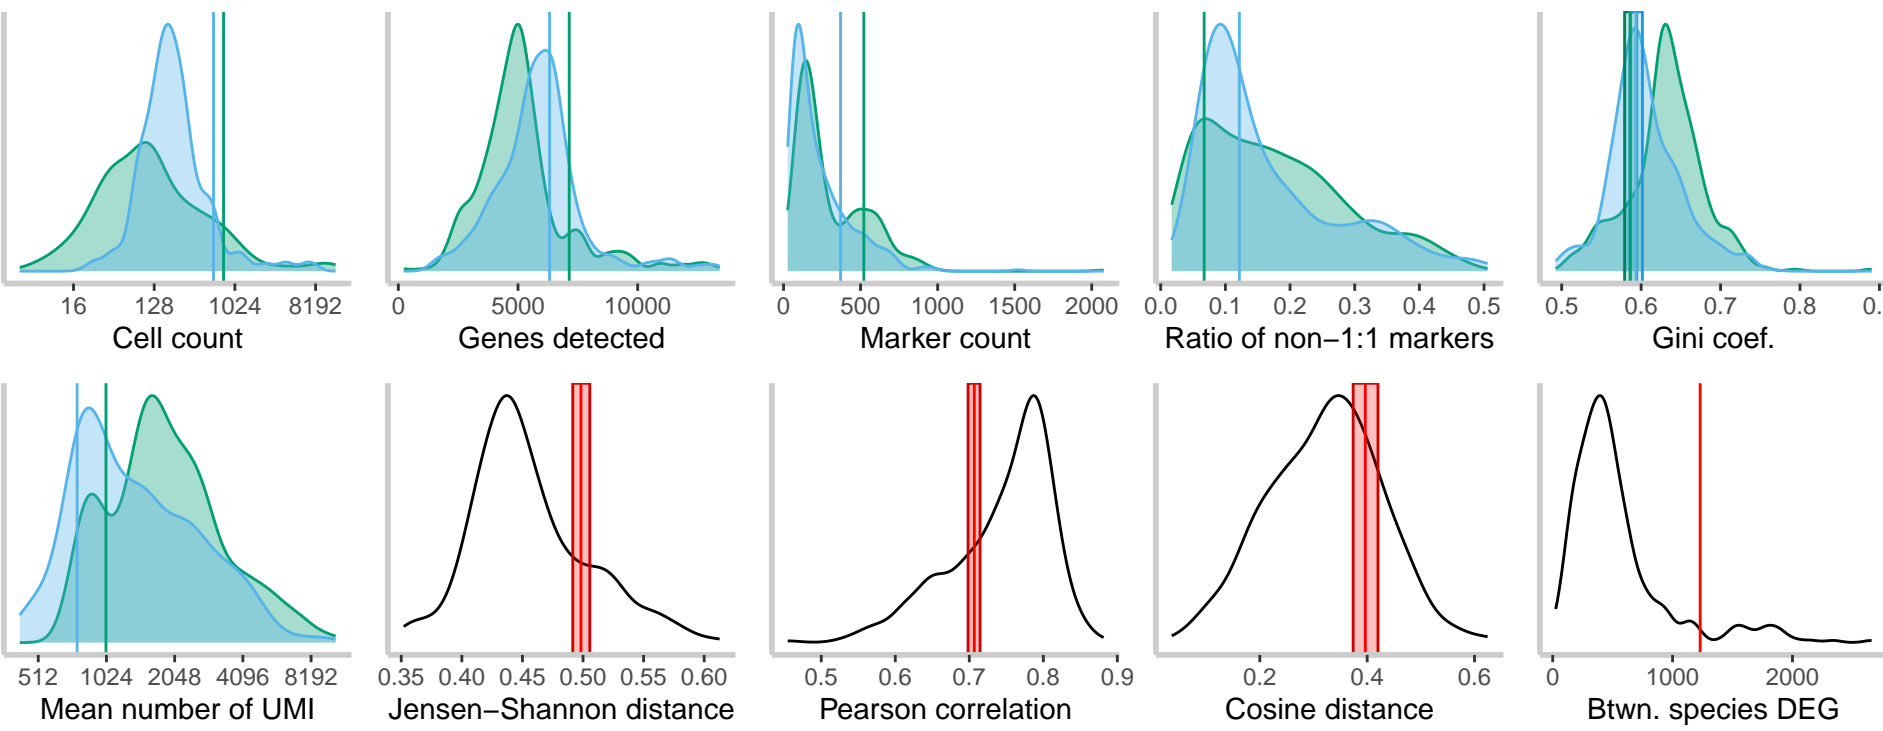 16 128 1024 8192
Cell count
0 5000 10000
Genes detected
0 500 1000 1500 2000
Marker count
0.0 0.1 0.2 0.3 0.4 0.5
Ratio of non−1:1 markers
0.5 0.6 0.7 0.8 0.
Gini coef.
512 1024 2048 4096 8192
Mean number of UMI
0.35 0.40 0.45 0.50 0.55 0.60
Jensen−Shannon distance
0.5 0.6 0.7 0.8 0.9
Pearson correlation
0.2 0.4 0.6
Cosine distance
0 1000 2000
Btwn. species DEG